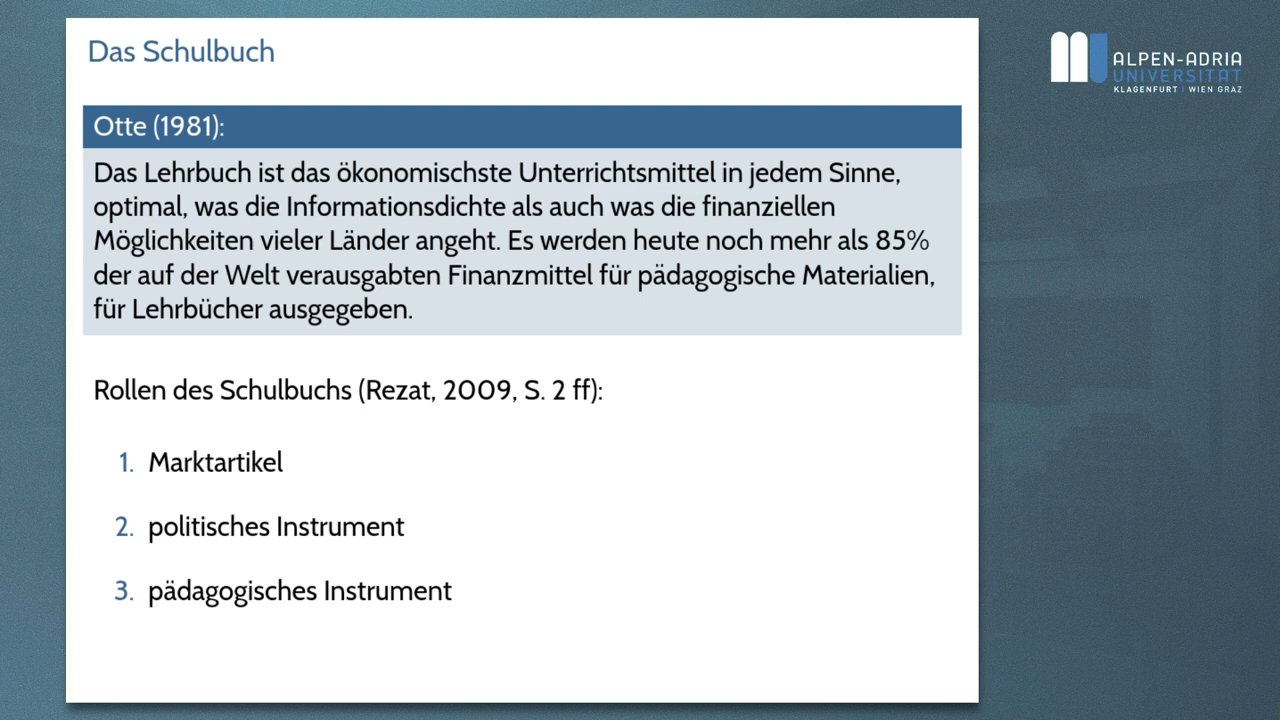 Das Schulbuch
ALPEN-ADRIA
UNIVERSITÄT
KLAGENFURT | WIEN GRAZ
Otte (1981):
Das Lehrbuch ist das ökonomischste Unterrichtsmittel in jedem Sinne,
optimal, was die Informationsdichte als auch was die finanziellen
Möglichkeiten vieler Länder angeht. Es werden heute noch mehr als 85%
der auf der Welt verausgabten Finanzmittel für pädagogische Materialien,
für Lehrbücher ausgegeben.
Rollen des Schulbuchs (Rezat, 2009, S. 2 ff):
1. Marktartikel
2. politisches Instrument
3. pädagogisches Instrument